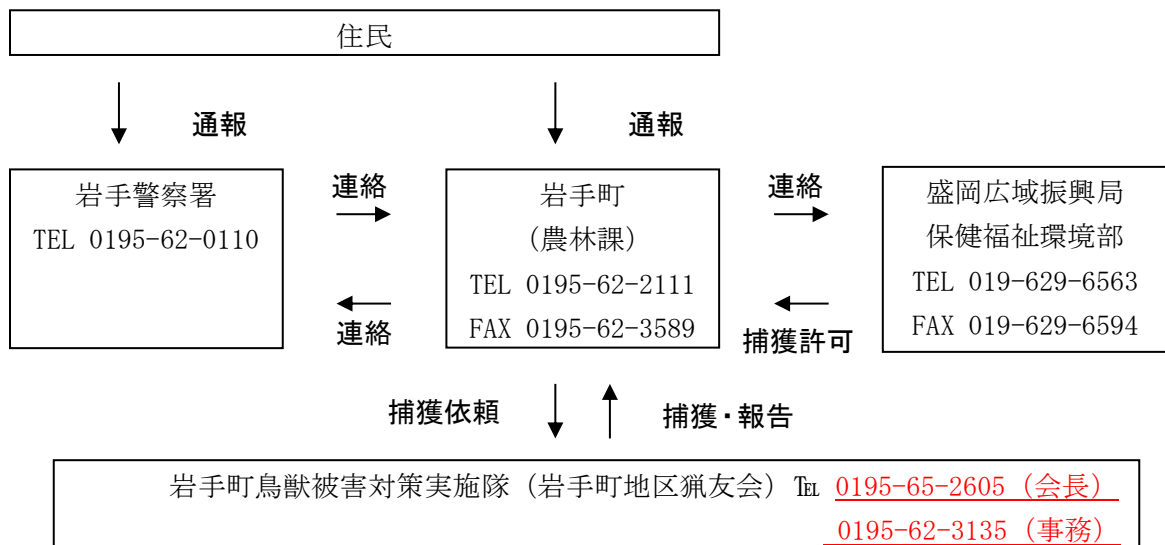 住民
通報
通報
岩手警察署
TEL 0195-62-0110
連絡
連絡
岩手町
（農林課）
TEL 0195-62-2111
FAX 0195-62-3589
連絡
捕獲許可
盛岡広域振興局
保健福祉環境部
TEL 019-629-6563
FAX 019-629-6594
捕獲依頼
捕獲・報告
岩手町鳥獣被害対策実施隊（岩手町地区猟友会）℡ 0195-65-2605（会長）
0195-62-3135（事務）